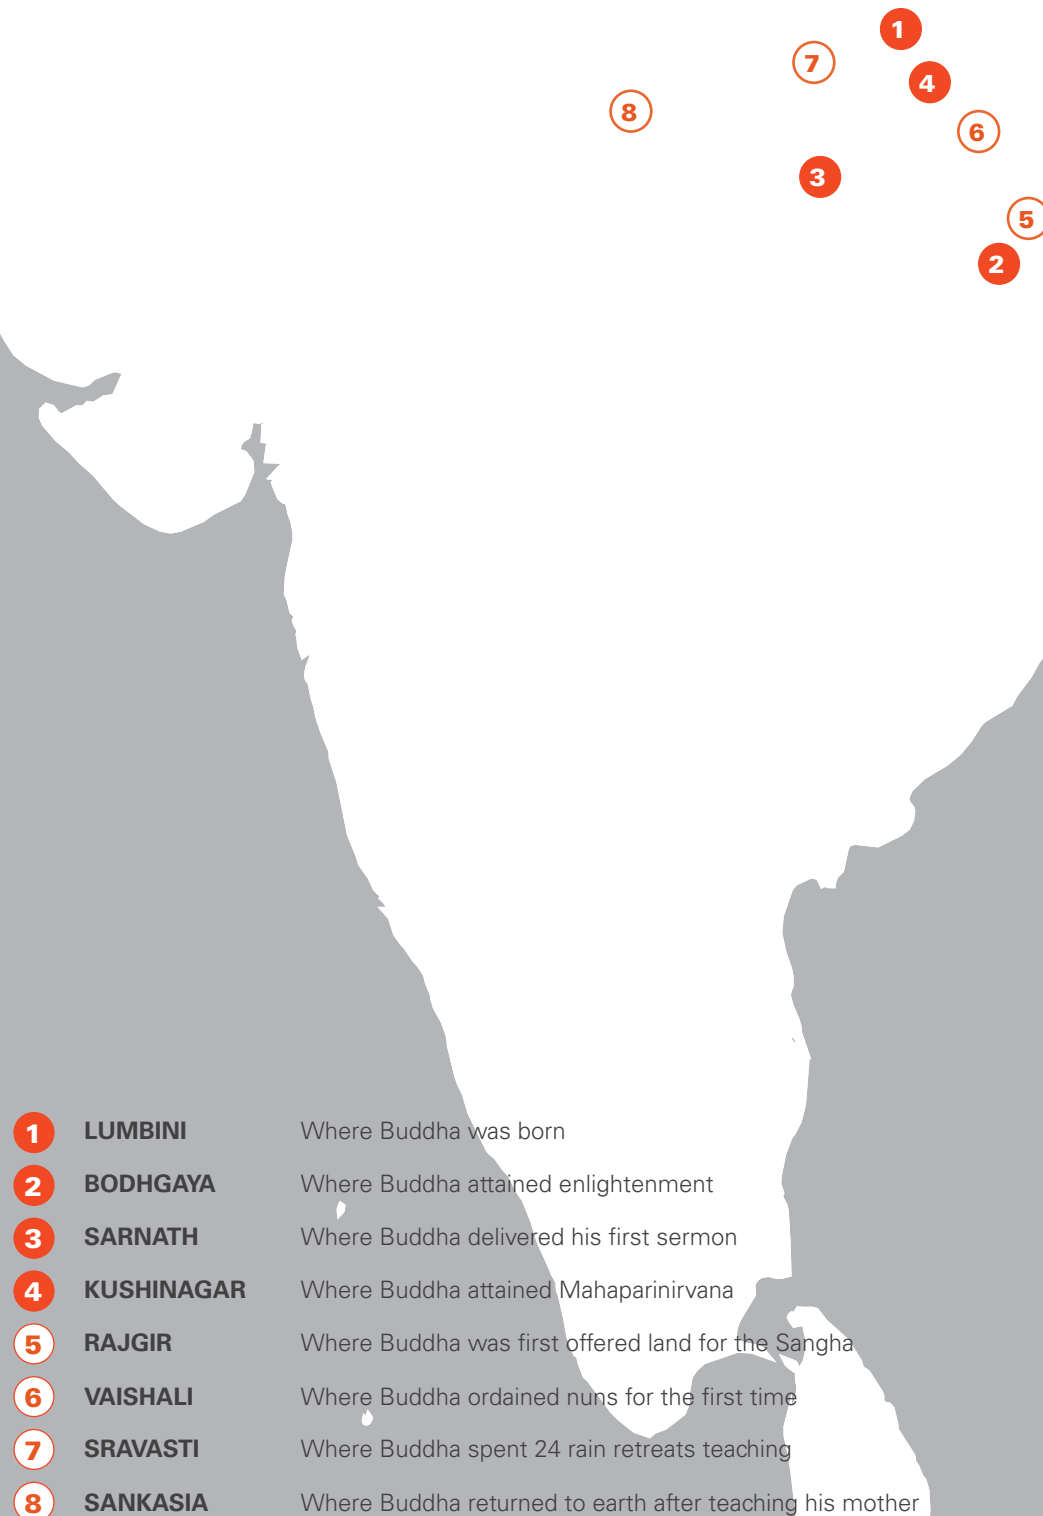 1
7
4
8
6
3
5
2
1 LUMBINI Where Buddha was born
2 BODHGAYA Where Buddha attained enlightenment
3 SARNATH Where Buddha delivered his first sermon
4 KUSHINAGAR Where Buddha attained Mahaparinirvana
5 RAJGIR Where Buddha was first offered land for the Sangha
6 VAISHALI Where Buddha ordained nuns for the first time
7 SRAVASTI Where Buddha spent 24 rain retreats teaching
8 SANKASIA Where Buddha returned to earth after teaching his mother